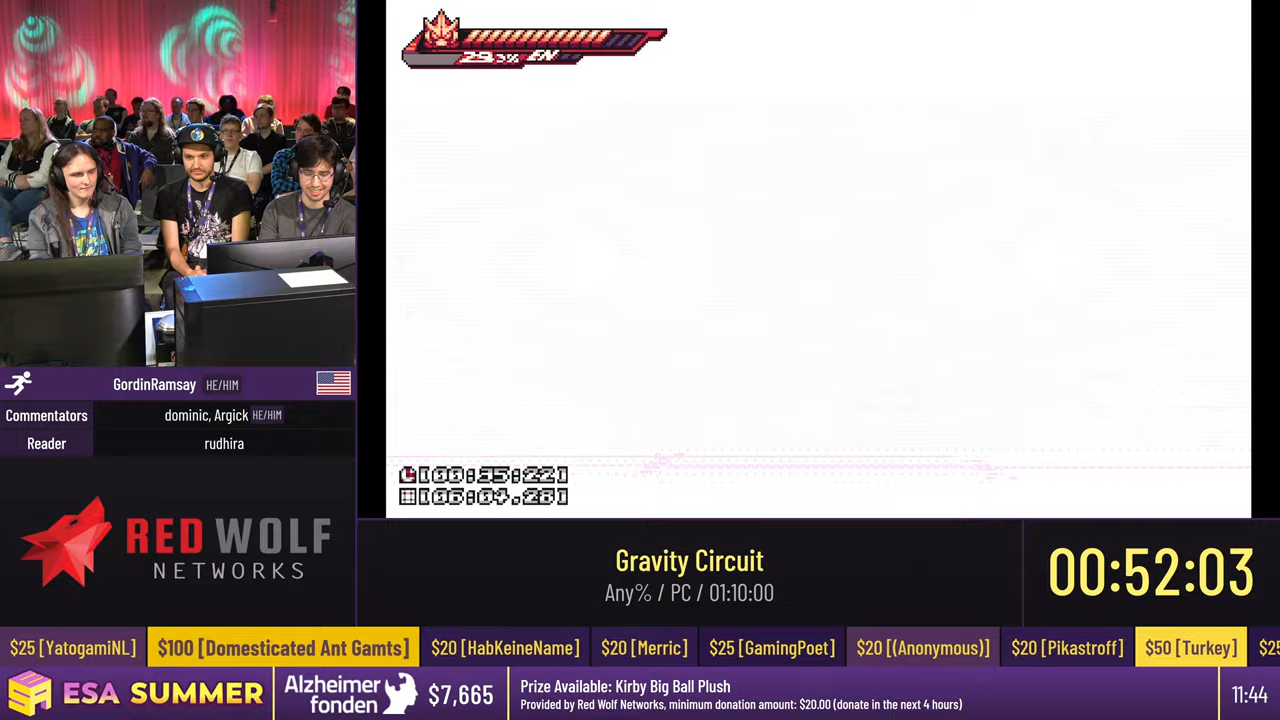 29.3% EN
[00:35:22]
[06:04.26]
GordinRamsay HE/HIM
Commentators dominic, Argick HE/HIM
Reader rudhira
RED WOLF
NETWORKS
Gravity Circuit
Any% / PC / 01:10:00
00:52:03
$25 [YatogamiNL] $100 [Domesticated Ant Gamts] $20 [HabKeineName] $20 [Merric] $25 [GamingPoet] $20 [(Anonymous)] $20 [Pikastroff] $50 [Turkey] $25
ESA SUMMER
Alzheimer
fonden
$7,665
Prize Available: Kirby Big Ball Plush
Provided by Red Wolf Networks, minimum donation amount: $20.00 (donate in the next 4 hours)
11:44